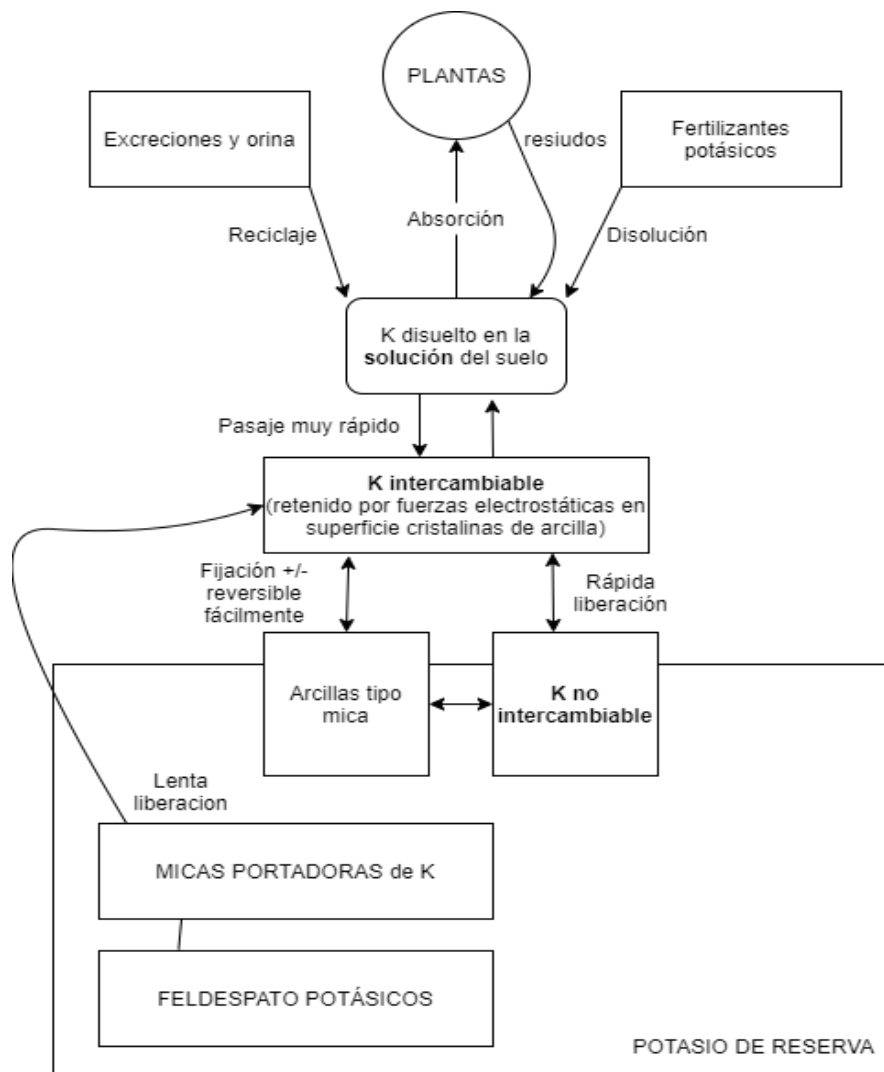 PLANTAS
Excreciones y orina
resiudos
Fertilizantes
potásicos
Reciclaje
Absorción
Disolución
K disuelto en la
solución del suelo
Pasaje muy rápido
K intercambiable
(retenido por fuerzas electrostáticas en
superficie cristalinas de arcilla)
Fijación +/-
reversible
fácilmente
Rápida
liberación
Arcillas tipo
mica
K no
intercambiable
Lenta
liberacion
MICAS PORTADORAS de K
FELDESPATO POTÁSICOS
POTASIO DE RESERVA